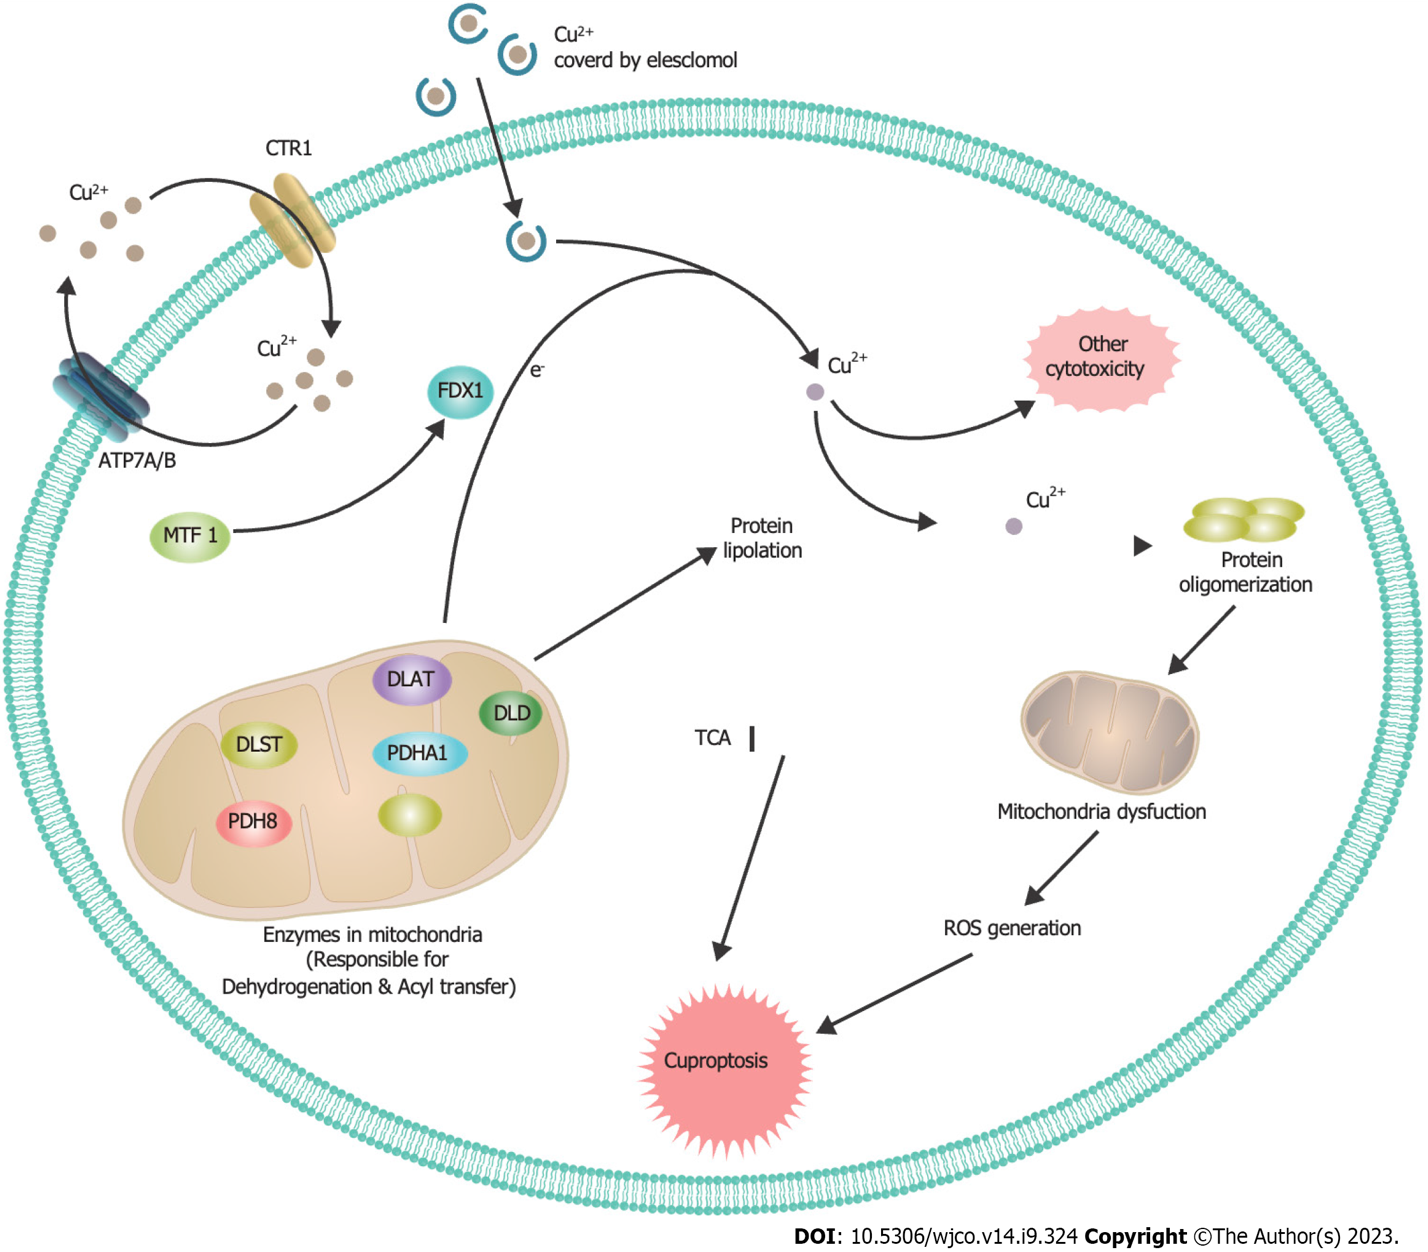 Cu²⁺
coverd by elesclomol
CTR1
Cu²⁺
Cu²⁺
ATP7A/B
FDX1
e⁻
MTF 1
Cu²⁺
Other
cytotoxicity
Cu²⁺
Protein
lipolation
Protein
oligomerization
DLAT
DLD
DLST
PDHA1
PDH8
TCA
Mitochondria dysfuction
ROS generation
Enzymes in mitochondria
(Responsible for
Dehydrogenation & Acyl transfer)
Cuproptosis
DOI: 10.5306/wjco.v14.i9.324 Copyright ©The Author(s) 2023.